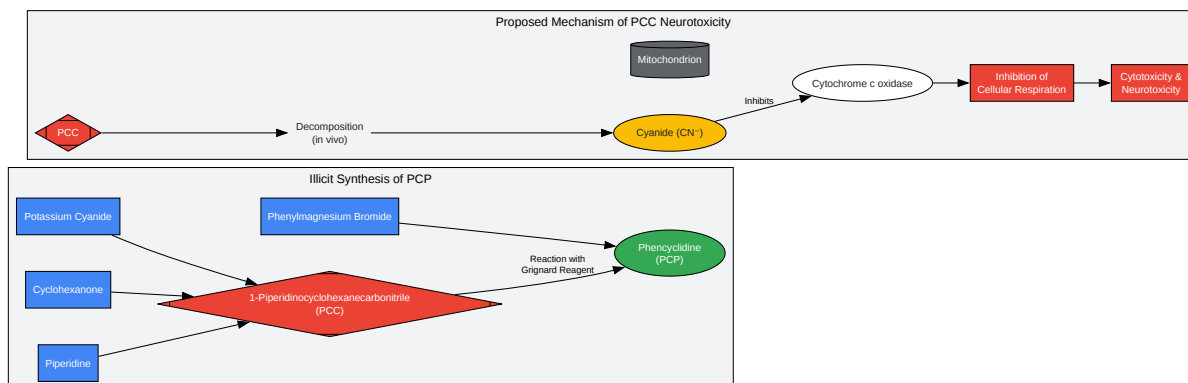 Proposed Mechanism of PCC Neurotoxicity
Mitochondrion
Cytochrome c oxidase
Inhibition of
Cellular Respiration
Cytotoxicity &
Neurotoxicity
Inhibits
PCC
Decomposition
(in vivo)
Cyanide (CN⁻)
Illicit Synthesis of PCP
Potassium Cyanide
Phenylmagnesium Bromide
Phencyclidine
(PCP)
Reaction with
Grignard Reagent
Cyclohexanone
1-Piperidinocyclohexanecarbonitrile
(PCC)
Piperidine